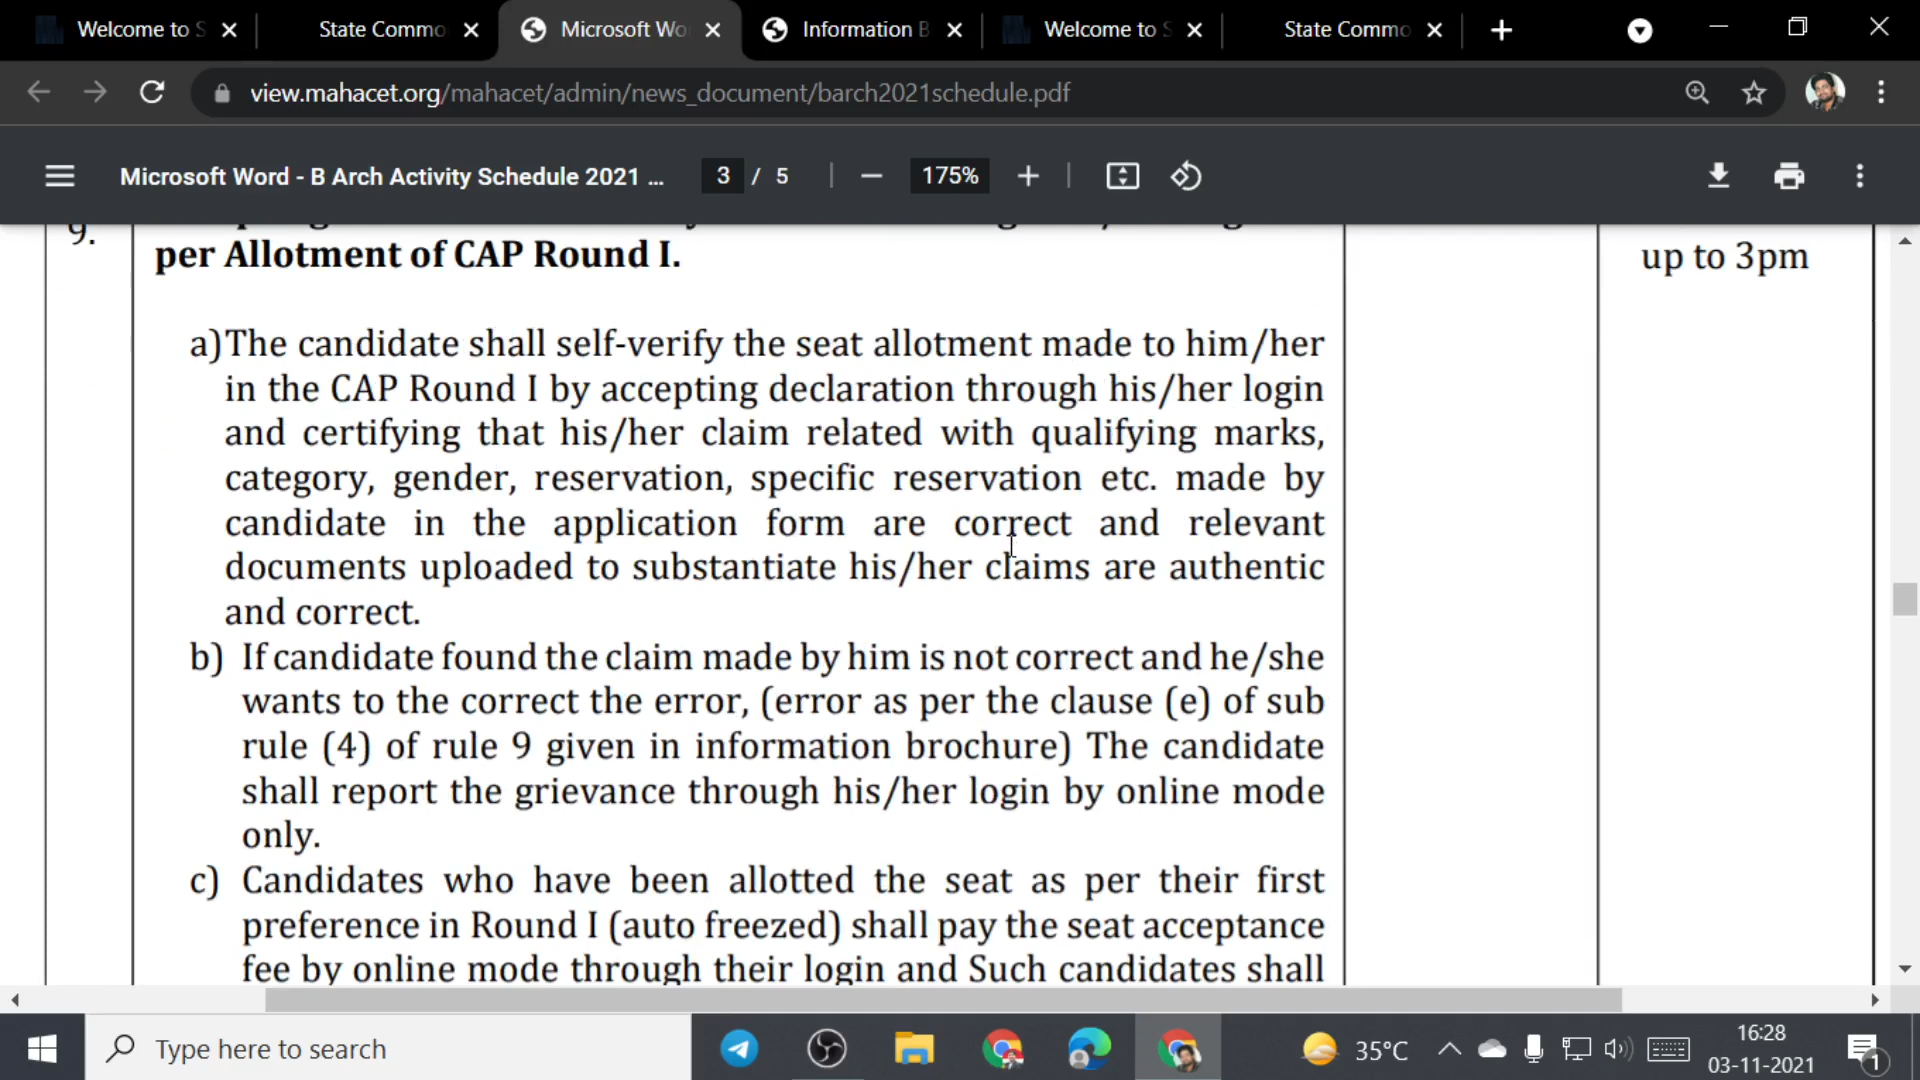 Welcome to S
State Commo
Microsoft Wo
Information B
Welcome to S
State Commo
view.mahacet.org/mahacet/admin/news_document/barch2021schedule.pdf
Microsoft Word - B Arch Activity Schedule 2021 ...
3 / 5
175%
9.
per Allotment of CAP Round I.
up to 3pm
a)The candidate shall self-verify the seat allotment made to him/her
in the CAP Round I by accepting declaration through his/her login
and certifying that his/her claim related with qualifying marks,
category, gender, reservation, specific reservation etc. made by
candidate in the application form are correct and relevant
documents uploaded to substantiate his/her claims are authentic
and correct.
b) If candidate found the claim made by him is not correct and he/she
wants to the correct the error, (error as per the clause (e) of sub
rule (4) of rule 9 given in information brochure) The candidate
shall report the grievance through his/her login by online mode
only.
c) Candidates who have been allotted the seat as per their first
preference in Round I (auto freezed) shall pay the seat acceptance
fee by online mode through their login and Such candidates shall
Type here to search
35°C
16:28
03-11-2021
1